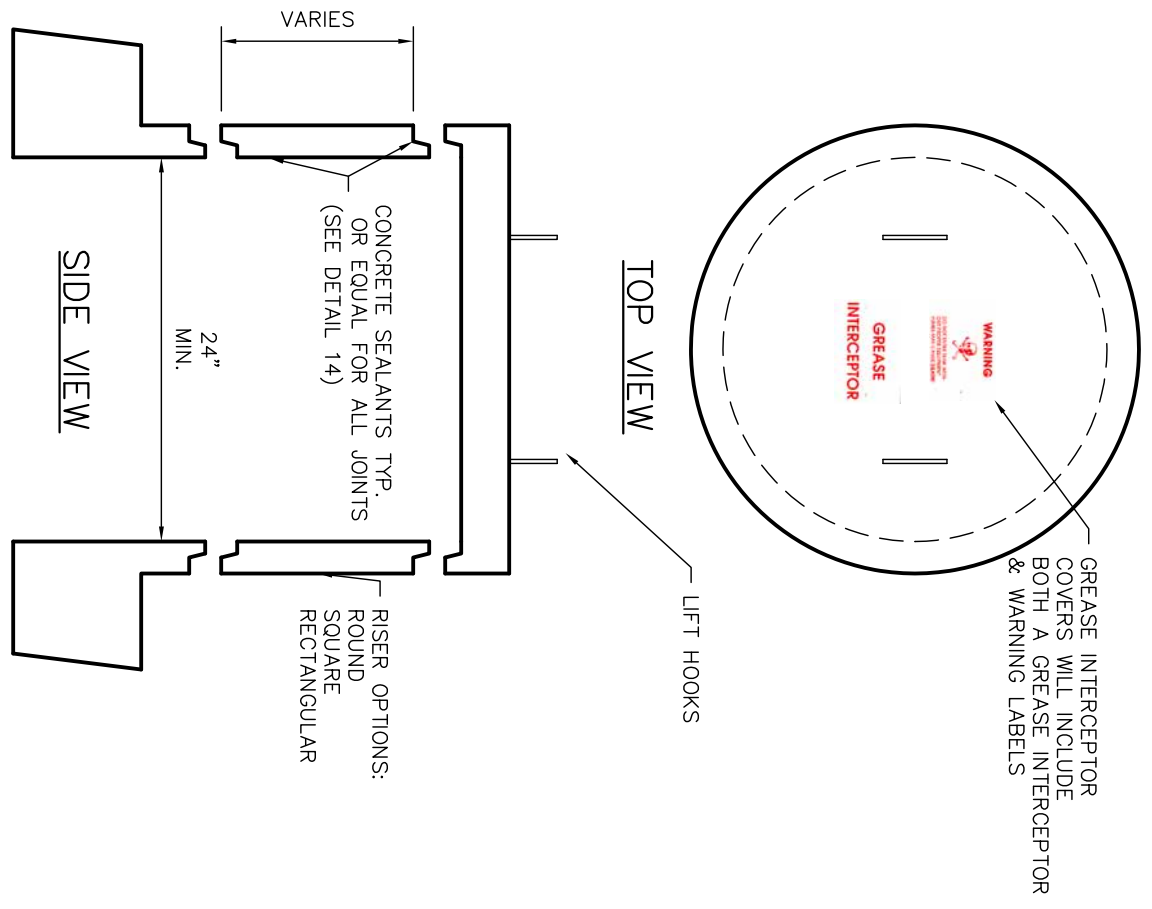 GREASE INTERCEPTOR
COVERS WILL INCLUDE
BOTH A GREASE INTERCEPTOR
& WARNING LABELS
WARNING
GREASE
INTERCEPTOR
TOP VIEW
LIFT HOOKS
VARIES
CONCRETE SEALANTS TYP.
OR EQUAL FOR ALL JOINTS
(SEE DETAIL 14)
RISER OPTIONS:
ROUND
SQUARE
RECTANGULAR
24"
MIN.
SIDE VIEW